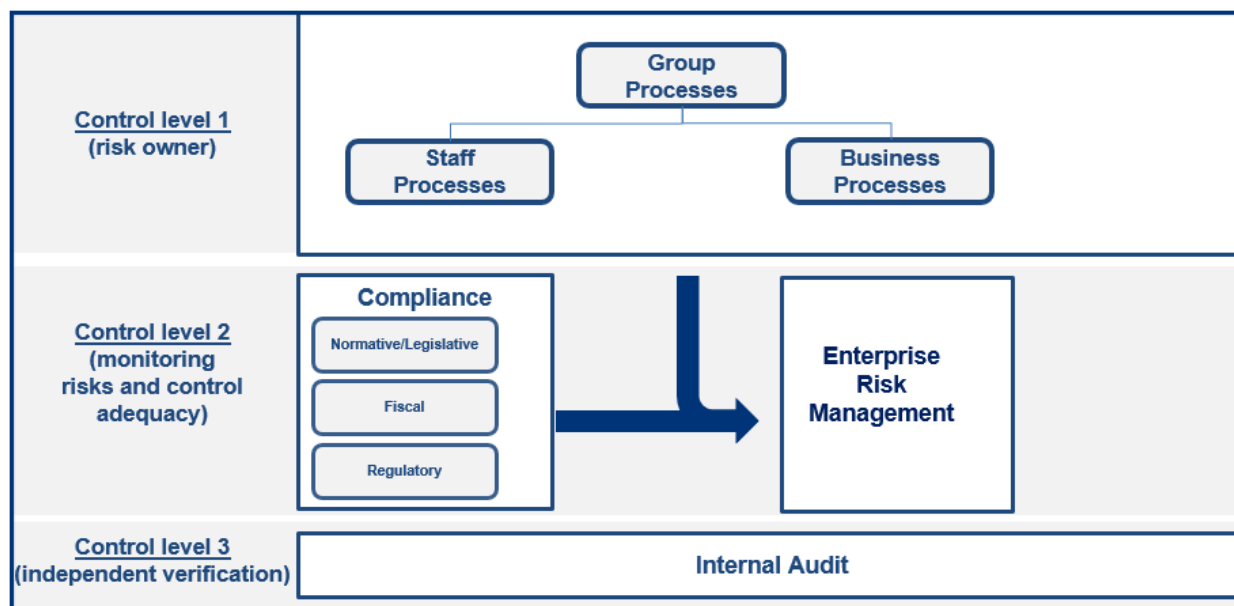 Control level 1
(risk owner)
Group
Processes
Staff
Processes
Business
Processes
Control level 2
(monitoring
risks and control
adequacy)
Compliance
Normative/Legislative
Fiscal
Regulatory
Enterprise
Risk
Management
Control level 3
(independent verification)
Internal Audit